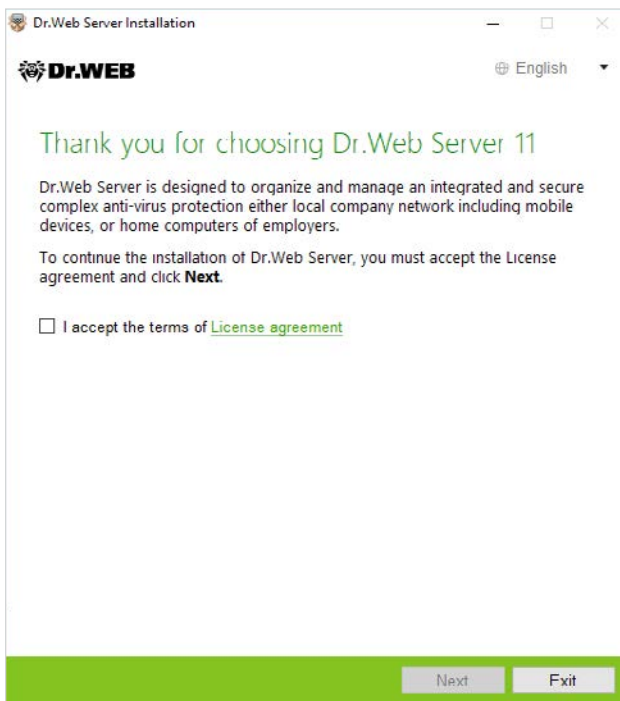 Dr.Web Server Installation
Dr.WEB
English
Thank you for choosing Dr.Web Server 11
Dr.Web Server is designed to organize and manage an integrated and secure
complex anti-virus protection either local company network including mobile
devices, or home computers of employers.
To continue the installation of Dr.Web Server, you must accept the License
agreement and click Next.
I accept the terms of License agreement
Next
Exit